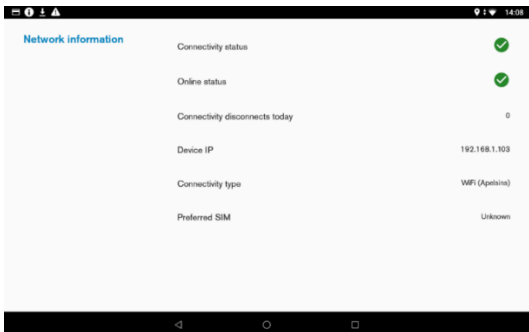 14:08
Network information
Connectivity status
Online status
Connectivity disconnects today 0
Device IP 192.168.1.103
Connectivity type WiFi (Apelsins)
Preferred SIM Unknown